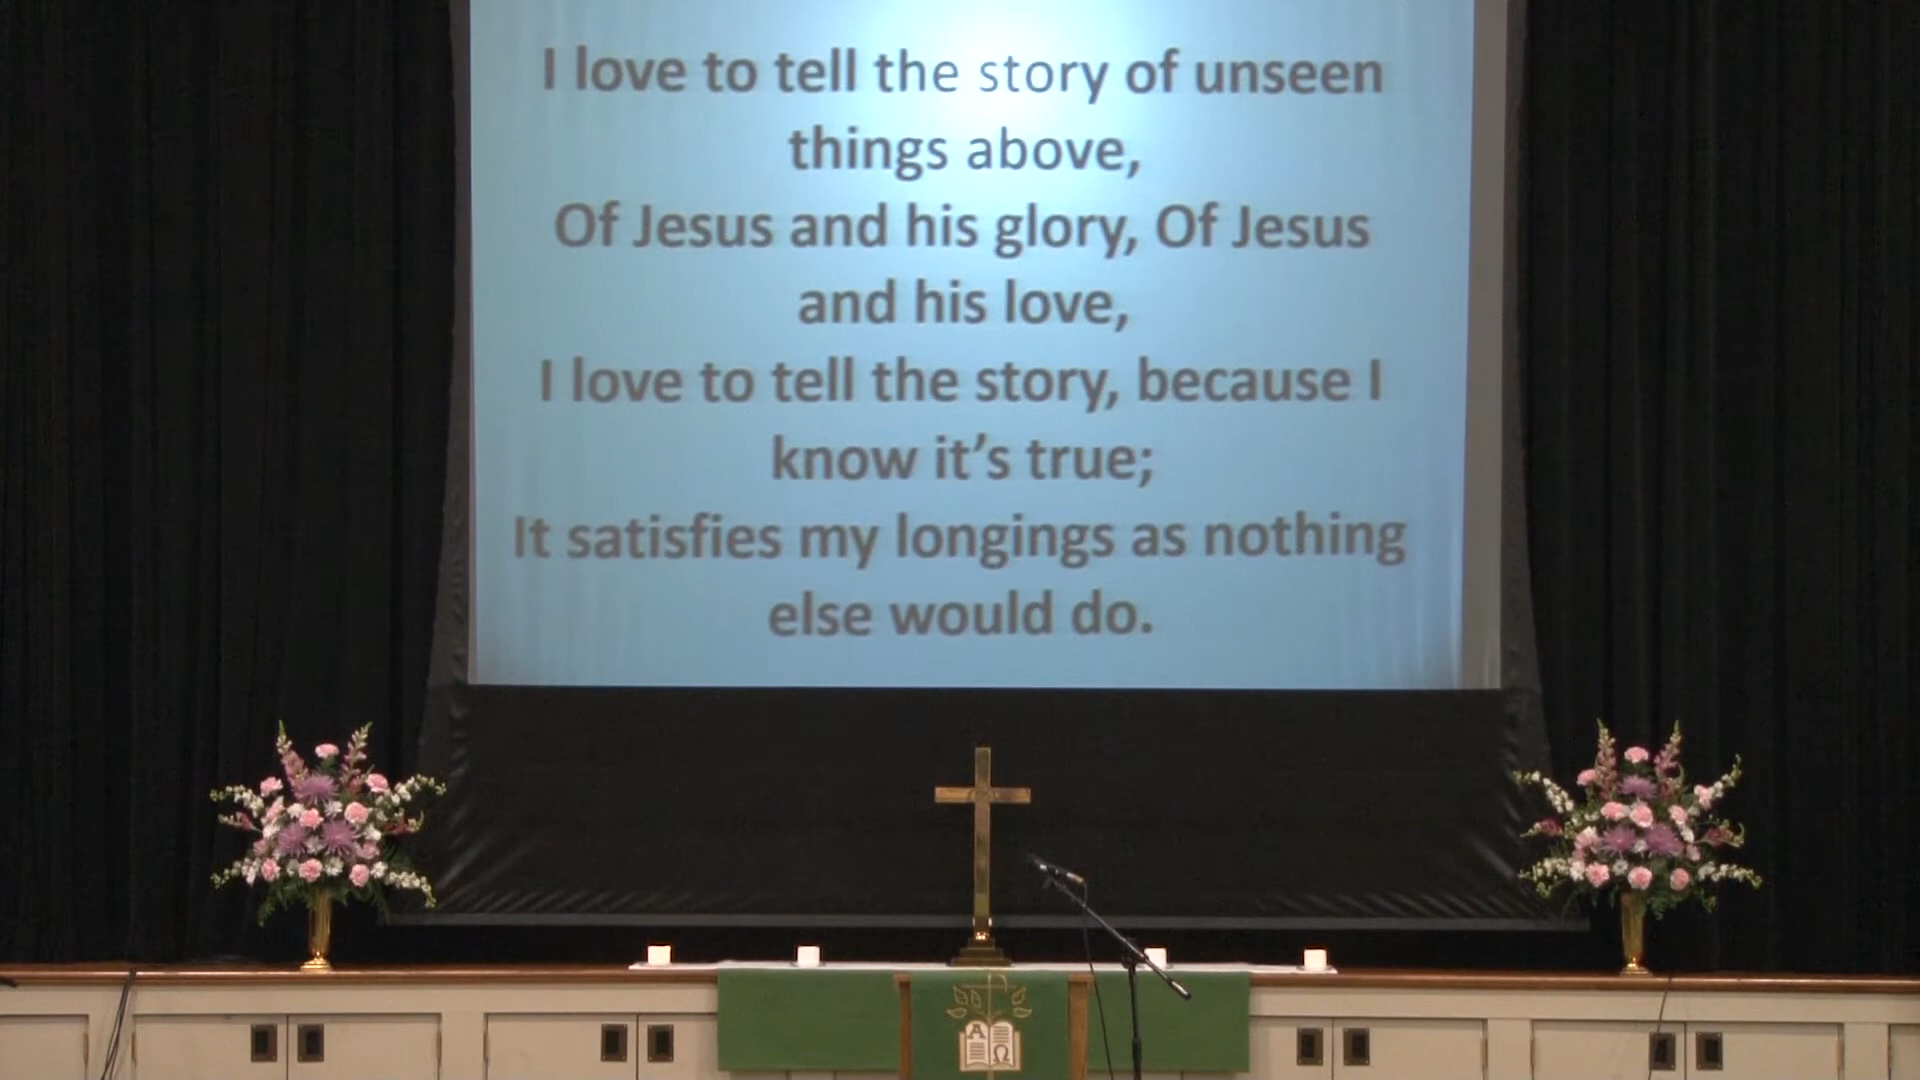 I love to tell the story of unseen
things above,
Of Jesus and his glory, Of Jesus
and his love,
I love to tell the story, because I
know it’s true;
It satisfies my longings as nothing
else would do.
A
Ω